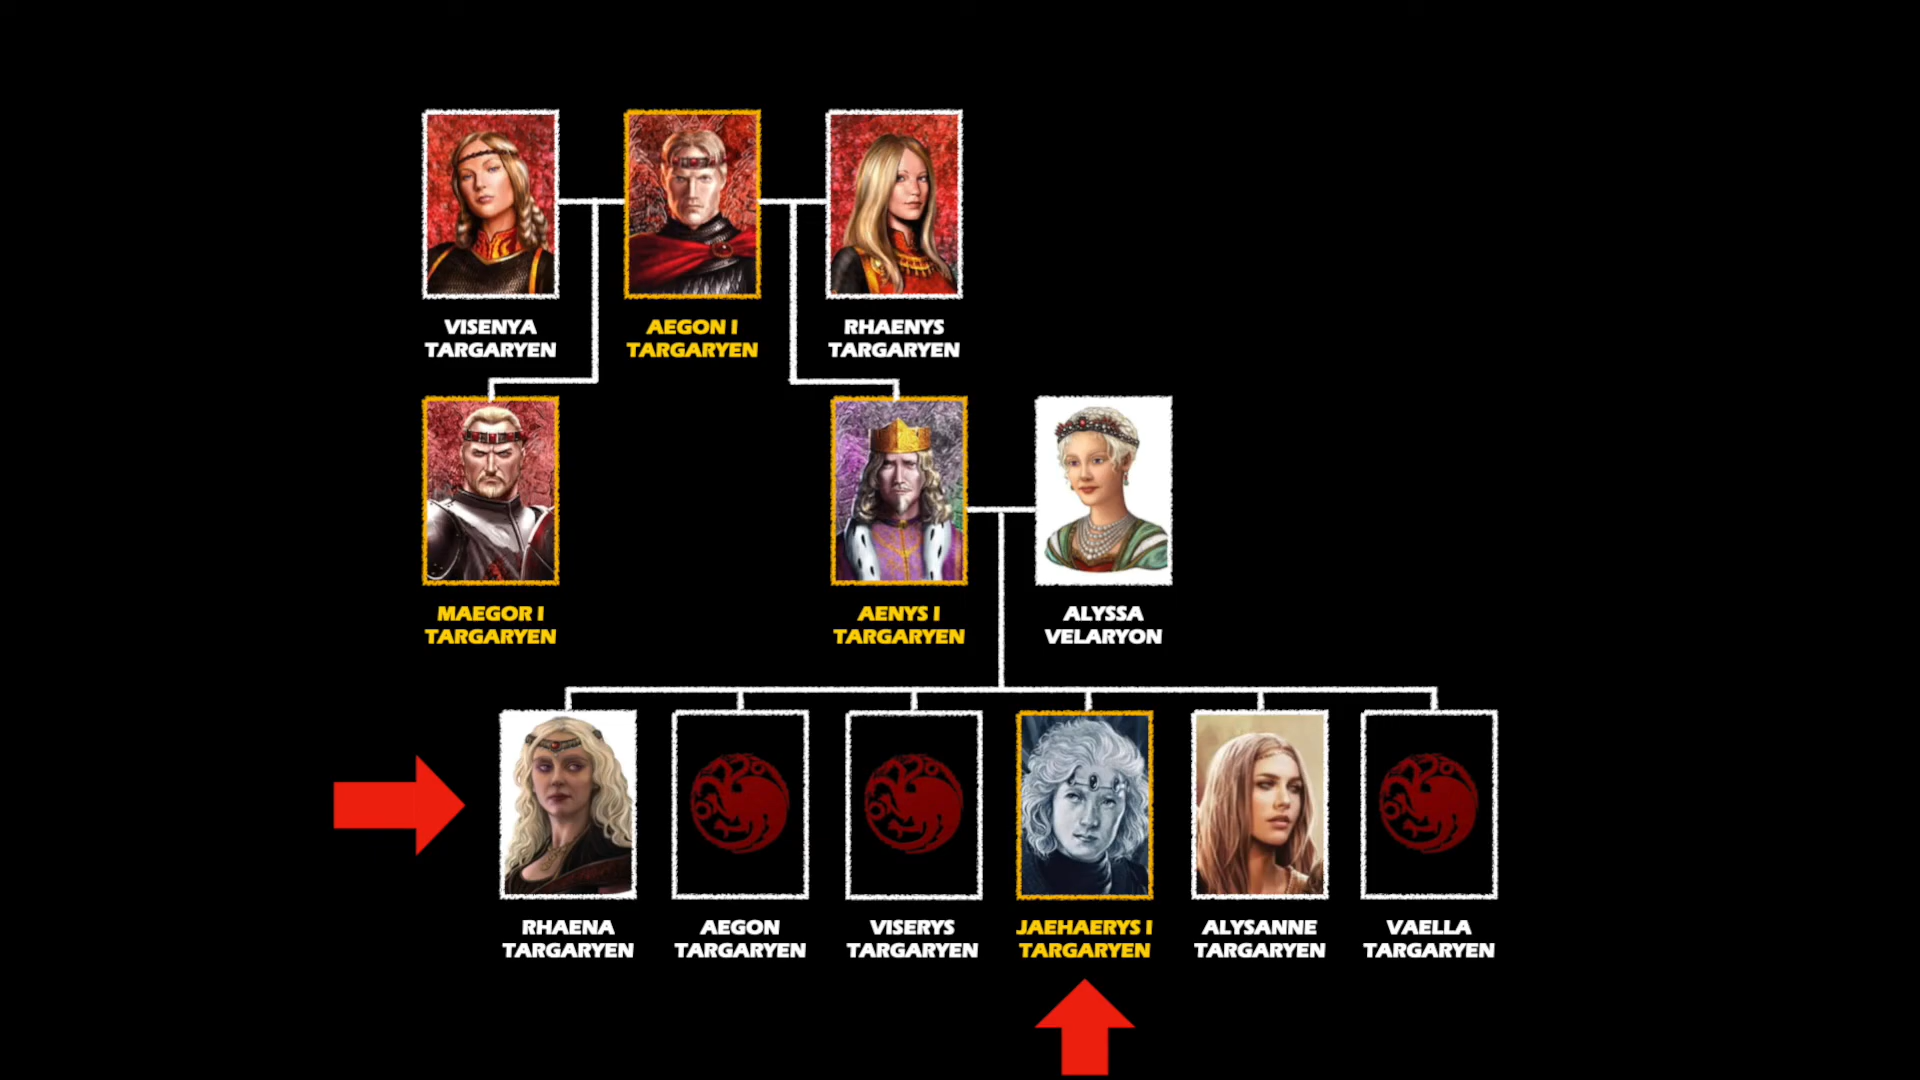 VISENYA
TARGARYEN
AEGON I
TARGARYEN
RHAENYS
TARGARYEN
MAEGOR I
TARGARYEN
AENYS I
TARGARYEN
ALYSSA
VELARYON
RHAENA
TARGARYEN
AEGON
TARGARYEN
VISERYS
TARGARYEN
JAEHAERYS I
TARGARYEN
ALYSANNE
TARGARYEN
VAELLA
TARGARYEN